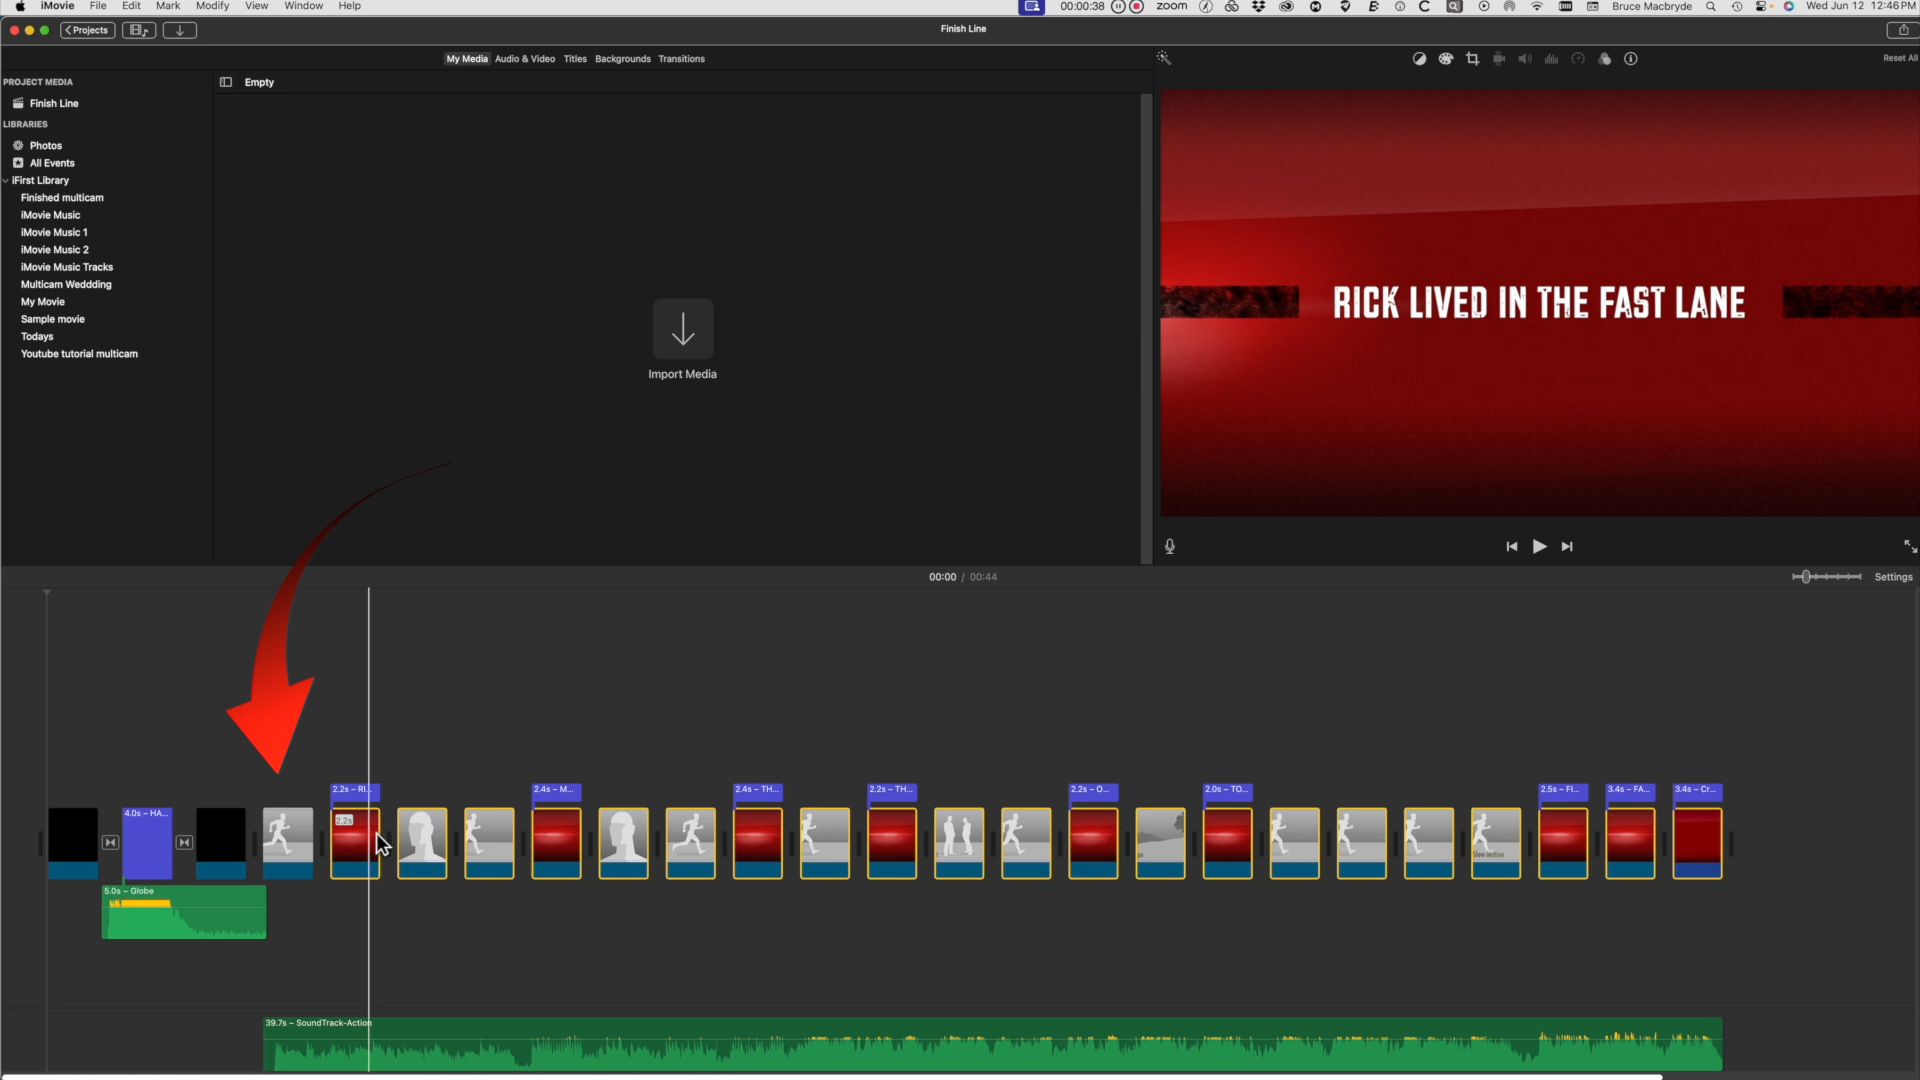 iMovie File Edit Mark Modify View Window Help
00:00:38 zoom Bruce Macbryde Wed Jun 12 12:46 PM
Projects
Finish Line
My Media Audio & Video Titles Backgrounds Transitions
Reset All
PROJECT MEDIA
Finish Line
LIBRARIES
Photos
All Events
iFirst Library
Finished multicam
iMovie Music
iMovie Music 1
iMovie Music 2
iMovie Music Tracks
Multicam Weddding
My Movie
Sample movie
Todays
Youtube tutorial multicam
Empty
Import Media
RICK LIVED IN THE FAST LANE
00:00 / 00:44
Settings
2.2s – RI...
2.4s – M...
2.4s – TH...
2.2s – TH...
2.2s – O...
2.0s – TO...
2.5s – FI...
3.4s – FA...
3.4s – Cr...
4.0s – HA...
2.2s
pe
Slow Motion
5.0s – Globe
39.7s – SoundTrack-Action